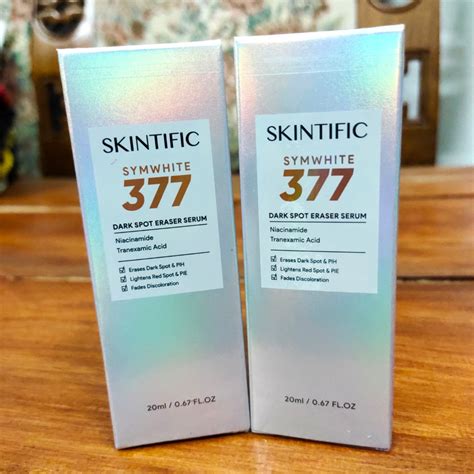 SKINTIFIC
SYMWHITE
377
DARK SPOT ERASER SERUM
Niacinamide
Tranexamic Acid
Erases Dark Spot & PIH
Lightens Red Spot & PIE
Fades Discoloration
20ml / 0.67 FL.OZ
SKINTIFIC
SYMWHITE
377
DARK SPOT ERASER SERUM
Niacinamide
Tranexamic Acid
Erases Dark Spot & PIH
Lightens Red Spot & PIE
Fades Discoloration
20ml / 0.67 FL.OZ